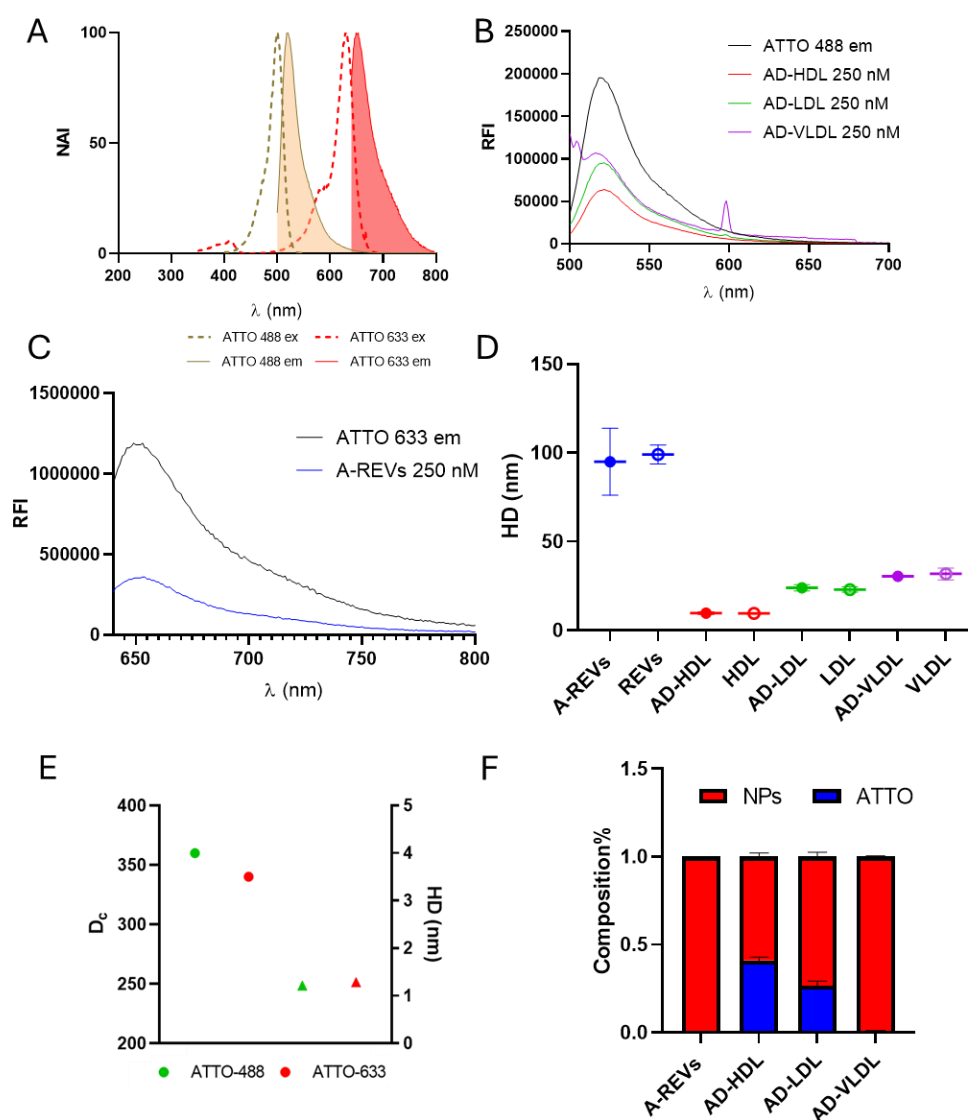 A
100
50
0
NAI
200 300 400 500 600 700 800
λ (nm)
ATTO 488 ex
ATTO 633 ex
ATTO 488 em
ATTO 633 em
B
250000
200000
150000
100000
50000
0
RFI
500 550 600 650 700
λ (nm)
ATTO 488 em
AD-HDL 250 nM
AD-LDL 250 nM
AD-VLDL 250 nM
C
1500000
1000000
500000
0
RFI
650 700 750 800
λ (nm)
ATTO 633 em
A-REVs 250 nM
D
150
100
50
0
HD (nm)
A-REVs
REVs
AD-HDL
HDL
AD-LDL
LDL
AD-VLDL
VLDL
E
400
350
300
250
200
Dc
5
4
3
2
1
0
HD (nm)
ATTO-488
ATTO-633
F
1.5
1.0
0.5
0.0
Composition%
NPs
ATTO
A-REVs
AD-HDL
AD-LDL
AD-VLDL